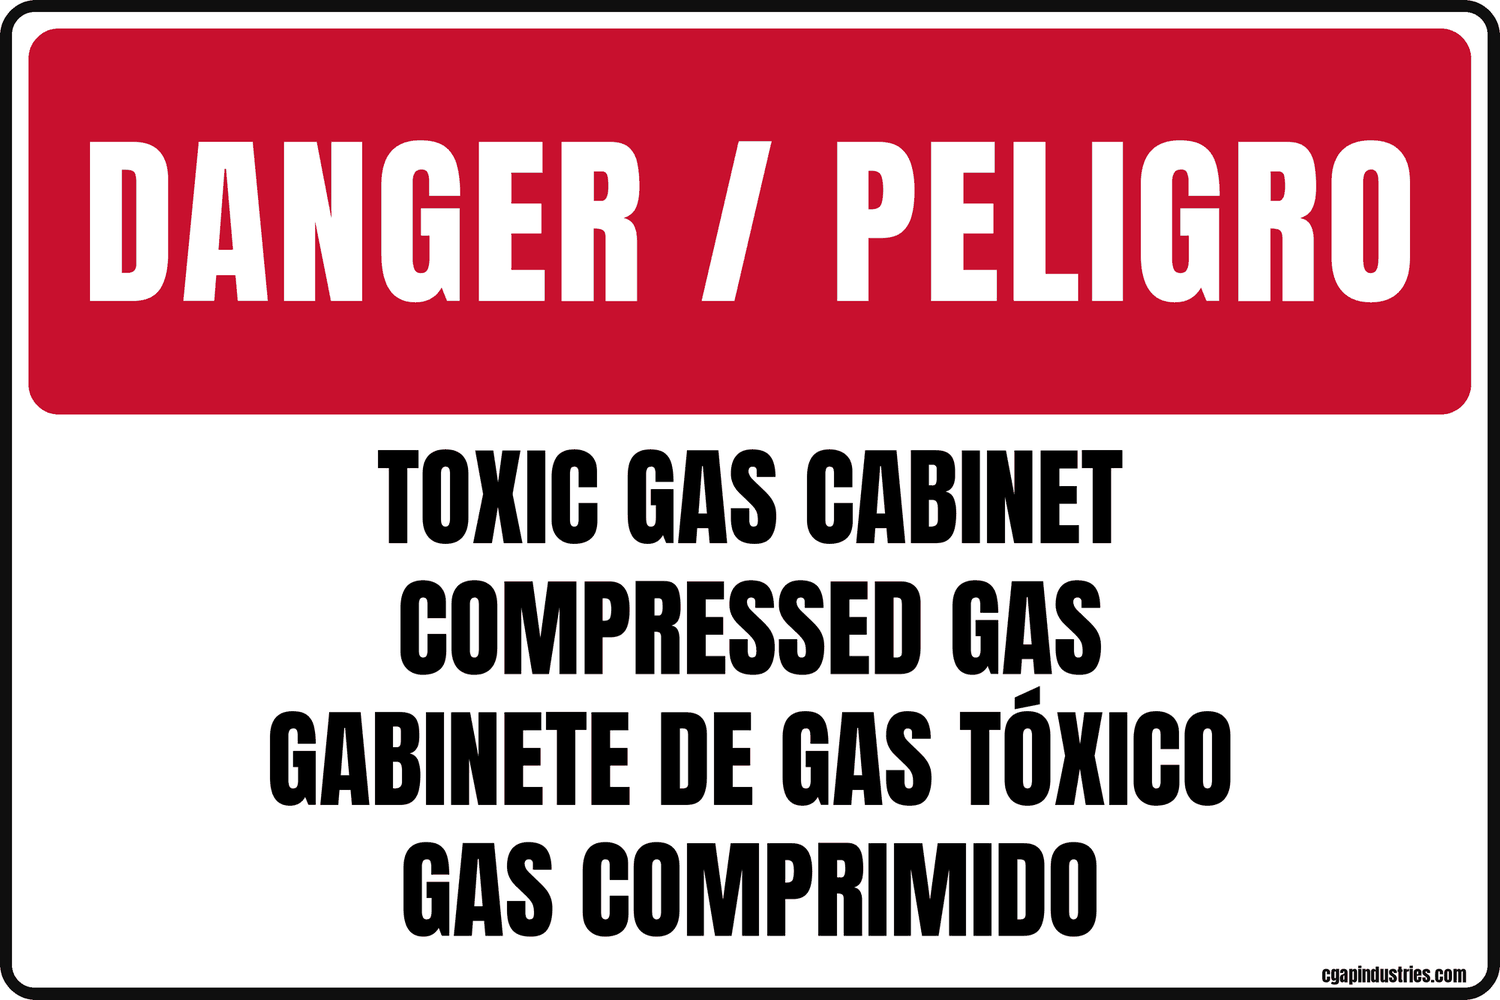 DANGER / PELIGRO
TOXIC GAS CABINET
COMPRESSED GAS
GABINETE DE GAS TÓXICO
GAS COMPRIMIDO
cgapindustries.com